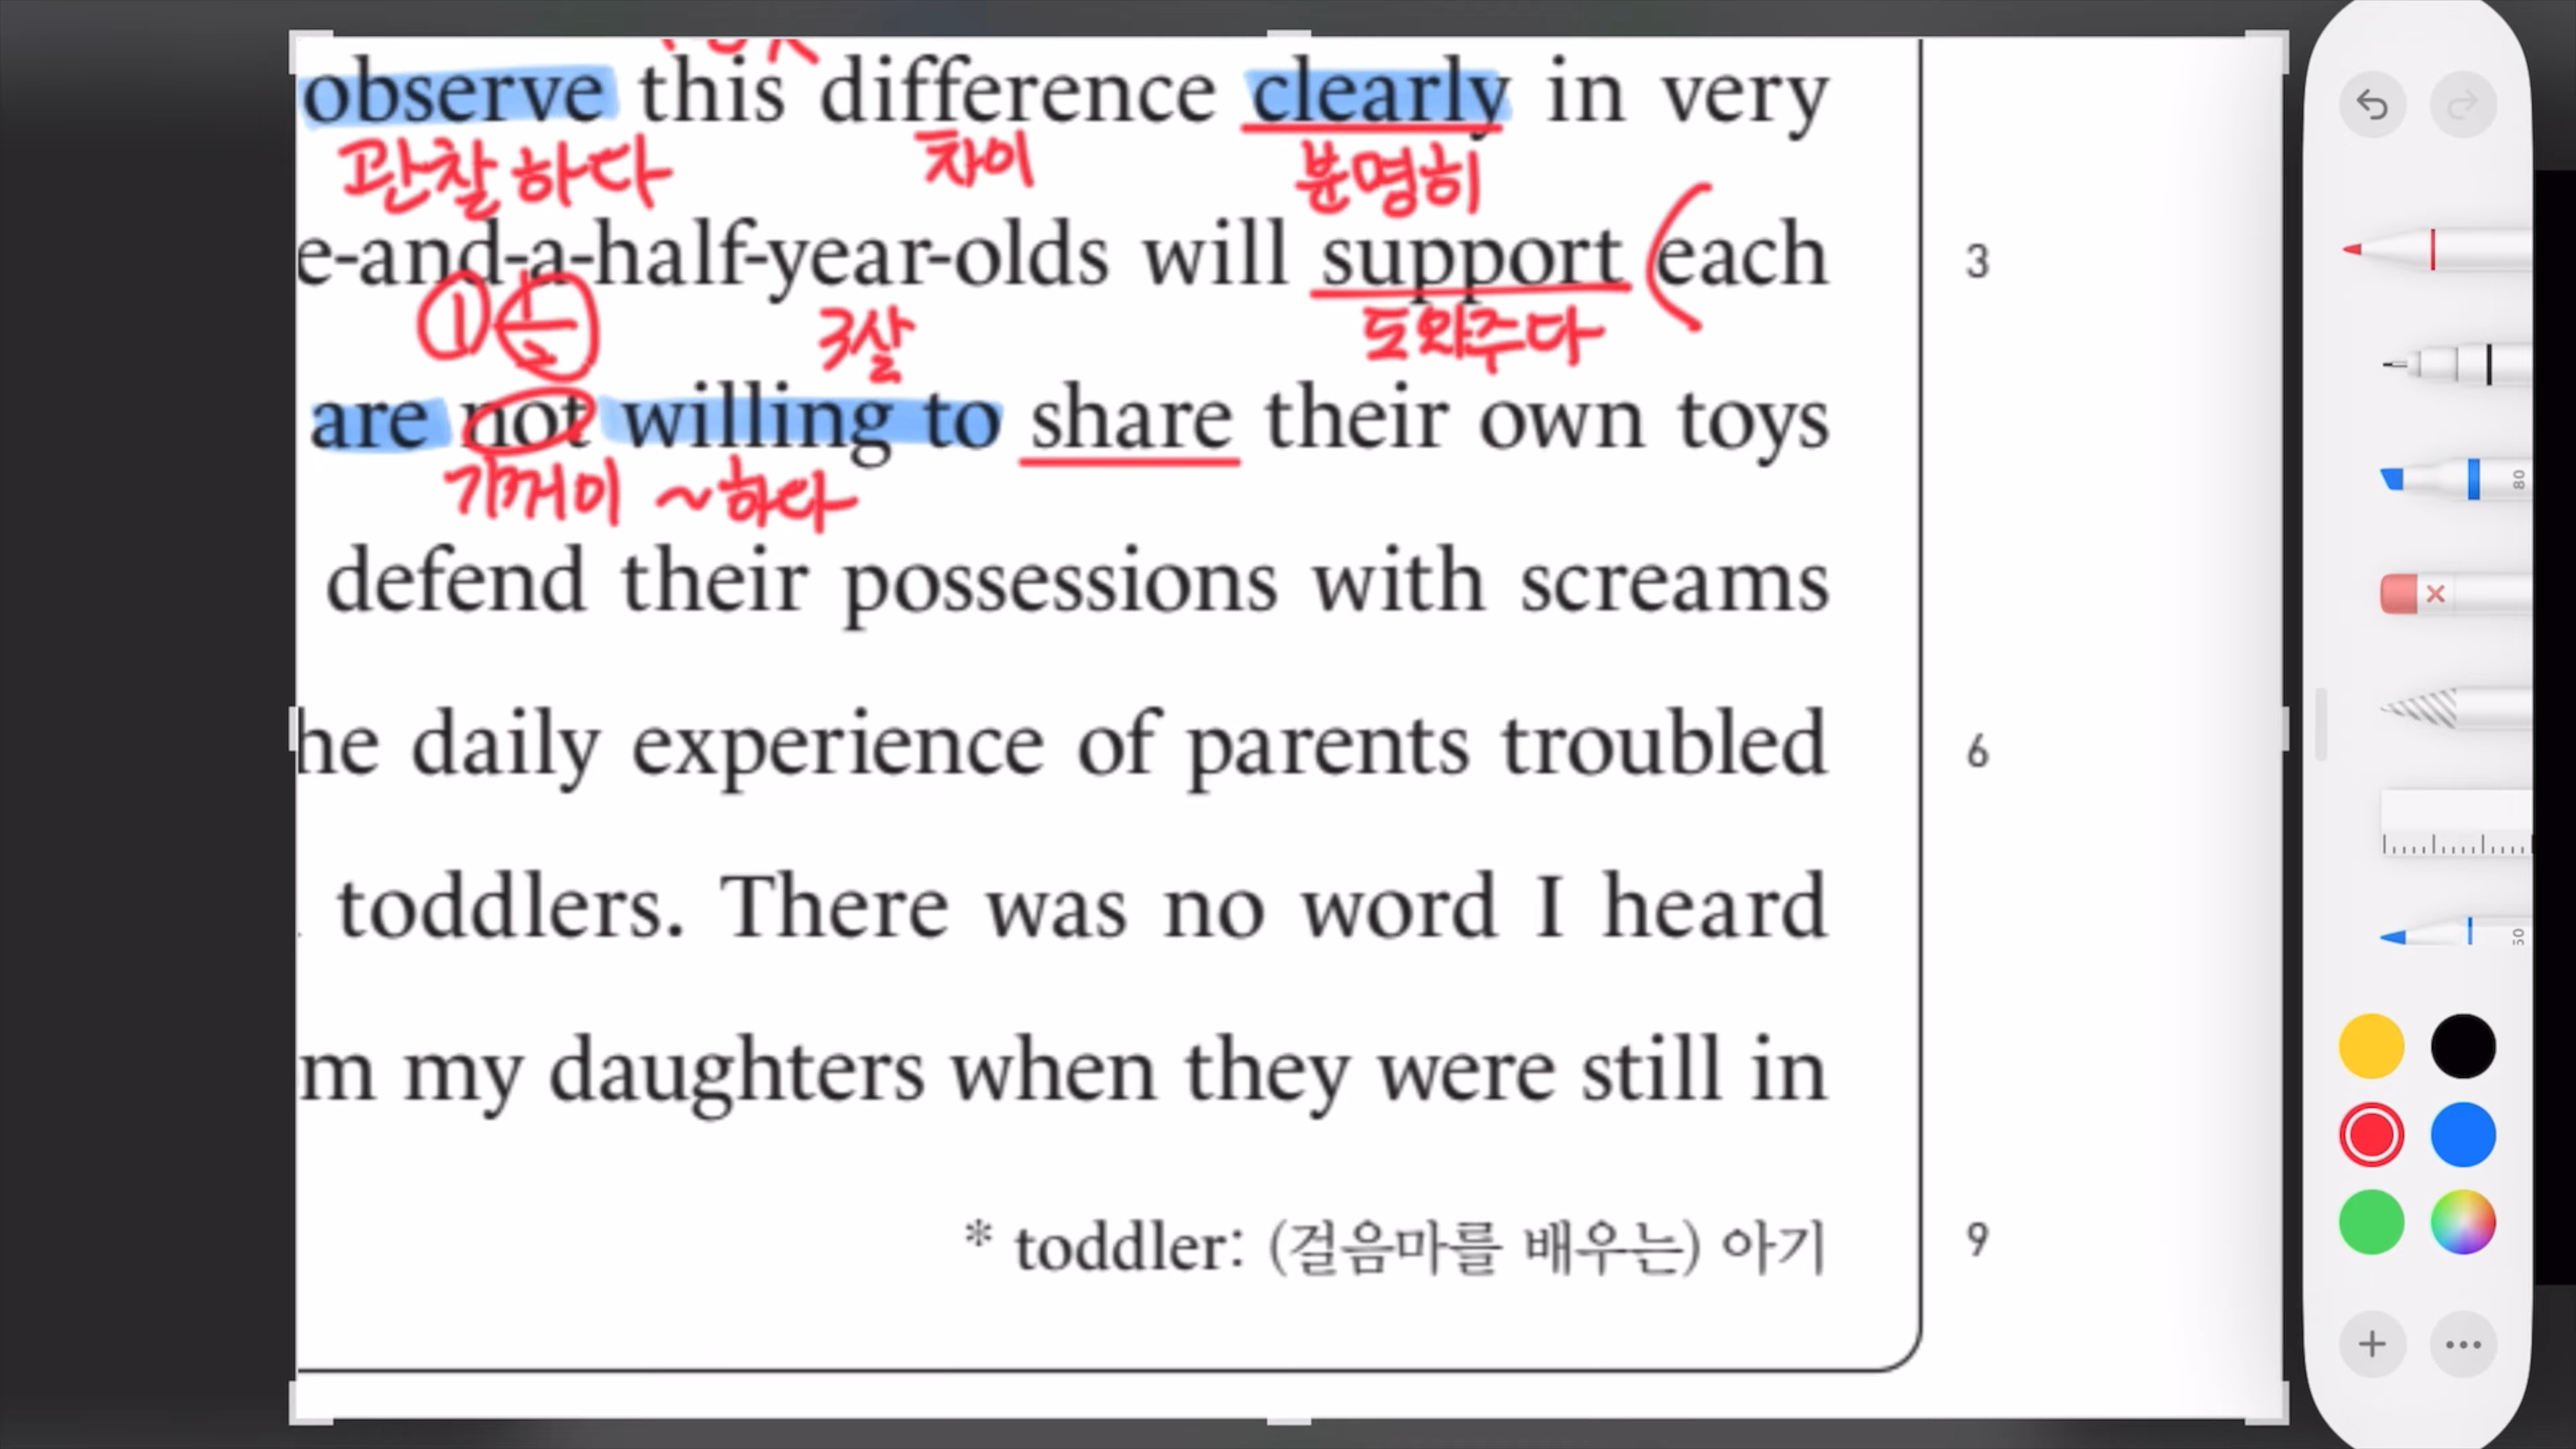 observe this difference clearly in very
관찰하다 차이 분명히
e-and-a-half-year-olds will support (each
3
① 1/2 3살 도와주다
are not willing to share their own toys
기꺼이 ~하다
defend their possessions with screams
he daily experience of parents troubled
6
toddlers. There was no word I heard
m my daughters when they were still in
* toddler: (걸음마를 배우는) 아기
9
80
50